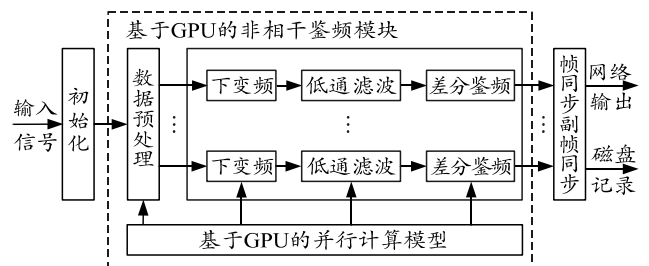 基于GPU的非相干鉴频模块
输入
信号
初始化
数据预处理
下变频
低通滤波
差分鉴频
⋮
⋮
⋮
下变频
低通滤波
差分鉴频
帧同步副帧同步
网络
输出
磁盘
记录
基于GPU的并行计算模型